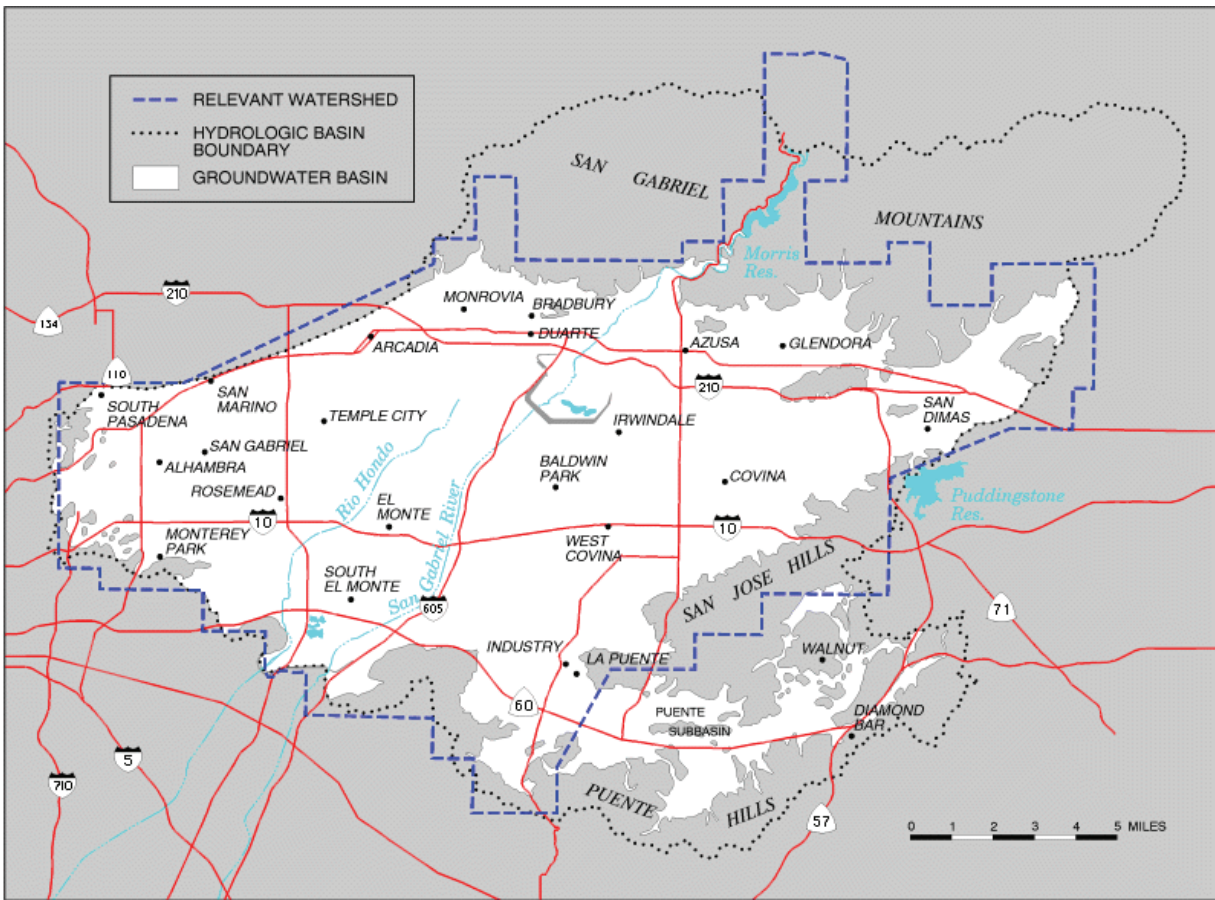 RELEVANT WATERSHED
HYDROLOGIC BASIN
BOUNDARY
GROUNDWATER BASIN
SAN GABRIEL
MOUNTAINS
Morris
Res.
210
134
MONROVIA
BRADBURY
DUARTE
ARCADIA
AZUSA
GLENDORA
110
SAN
MARINO
SOUTH
PASADENA
210
TEMPLE CITY
IRWINDALE
SAN
DIMAS
SAN GABRIEL
ALHAMBRA
ROSEMEAD
Rio Hondo
BALDWIN
PARK
COVINA
Puddingstone
Res.
EL
MONTE
10
10
MONTEREY
PARK
WEST
COVINA
San Gabriel River
SOUTH
EL MONTE
605
SAN JOSE HILLS
71
INDUSTRY
LA PUENTE
WALNUT
60
PUENTE
SUBBASIN
DIAMOND
BAR
5
710
PUENTE HILLS
57
0 1 2 3 4 5 MILES